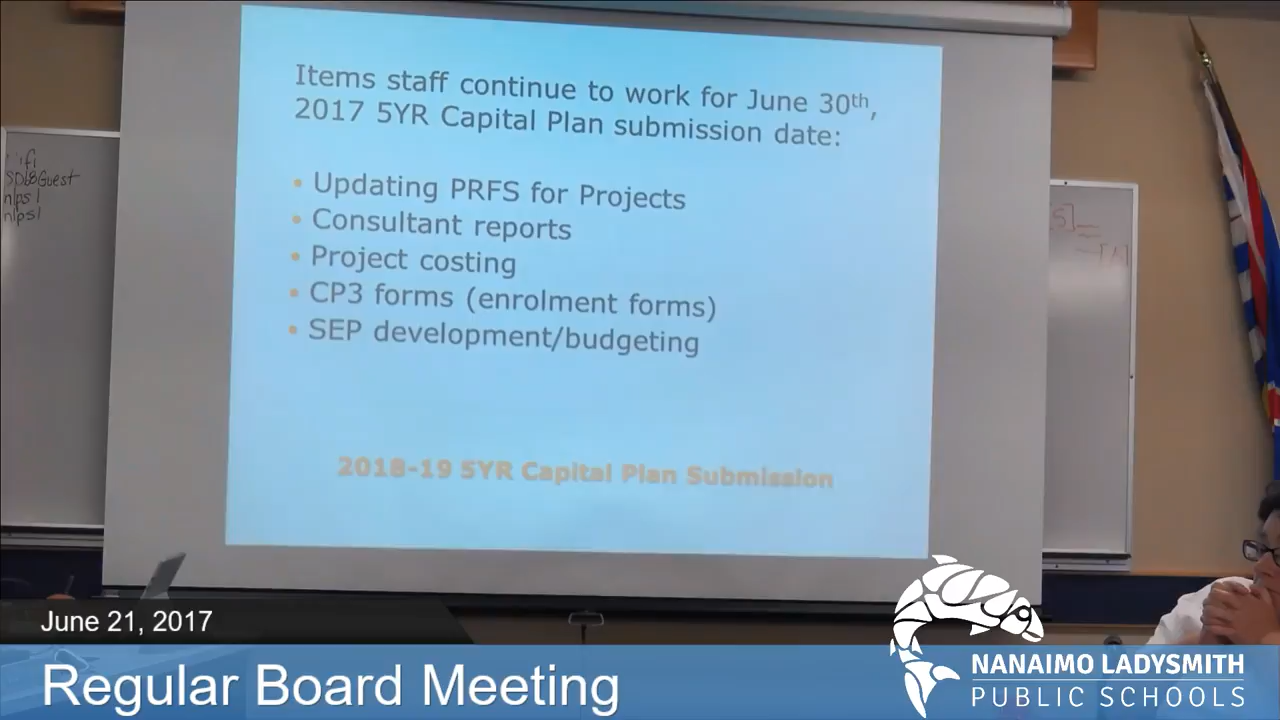 Items staff continue to work for June 30th,
2017 5YR Capital Plan submission date:
• Updating PRFS for Projects
• Consultant reports
• Project costing
• CP3 forms (enrolment forms)
• SEP development/budgeting
2018-19 5YR Capital Plan Submission
fi
SD68Guest
nlps1
nlps1
June 21, 2017
Regular Board Meeting
NANAIMO LADYSMITH
PUBLIC SCHOOLS